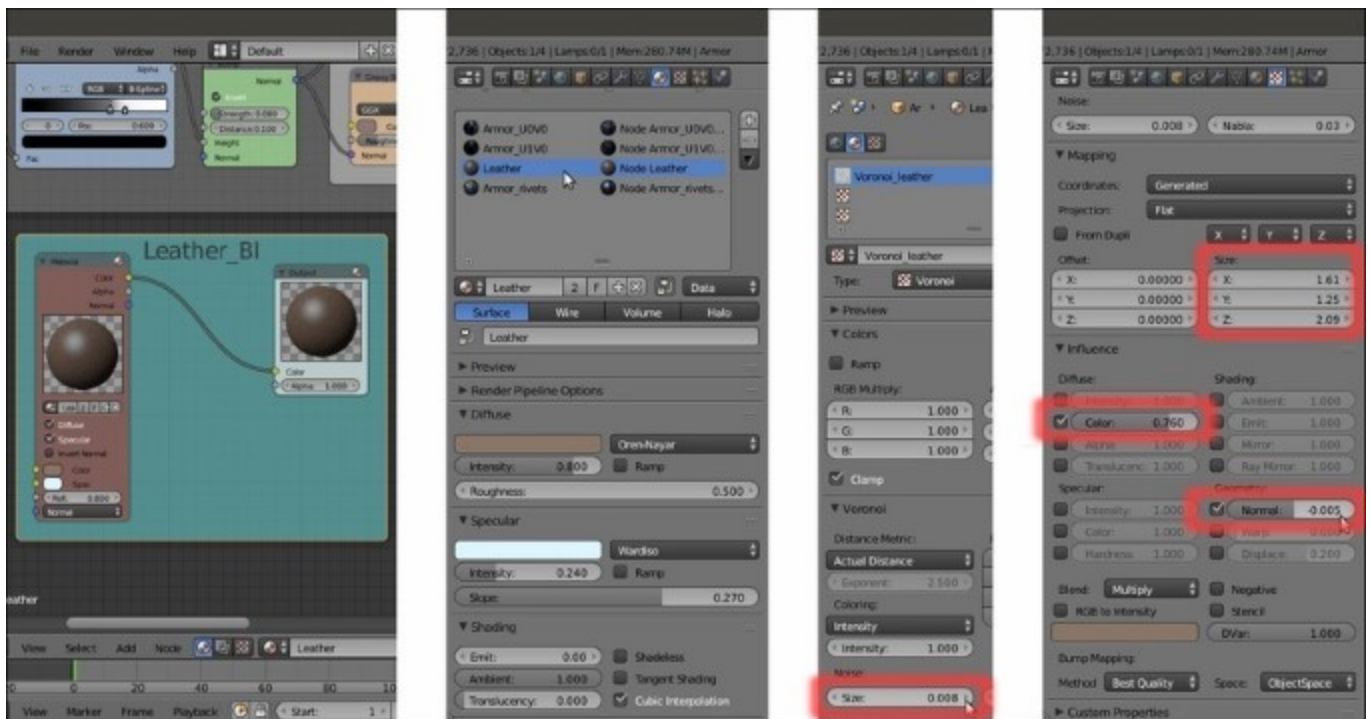 File Render Window Help Default
Alpha
RGB B-Spline
0 Pos: 0.600
Fac
Normal
Invert
Strength: 0.080
Distance: 0.100
Height
Normal
GGX
Normal
Leather_BI
Color
Alpha
Normal
Diffuse
Specular
Invert Normal
Color
Spec
Refl: 0.800
Normal
Output
Color
Alpha: 1.000
View Select Add Node Leather
0 20 40 60 80
View Marker Frame Playback Start: 1
2,736 | Objects:1/4 | Lamps:0/1 | Mem:280.74M | Armor
Armor_U0V0 Node Armor_U0V0...
Armor_U1V0 Node Armor_U1V0...
Leather Node Leather
Armor_rivets Node Armor_rivets...
Leather 2 F Data
Surface Wire Volume Halo
Leather
Preview
Render Pipeline Options
Diffuse
Oren-Nayar
Intensity: 0.800 Ramp
Roughness: 0.500
Specular
WardIso
Intensity: 0.240 Ramp
Slope: 0.270
Shading
Emit: 0.00 Shadeless
Ambient: 1.000 Tangent Shading
Translucency: 0.000 Cubic Interpolation
2,736 | Objects:1/4 | Lamps:0/1 |
Ar Lea
Voronoi_leather
Voronoi_leather
Type: Voronoi
Preview
Colors
Ramp
RGB Multiply:
R: 1.000
G: 1.000
B: 1.000
Clamp
Voronoi
Distance Metric:
Actual Distance
Exponent: 2.500
Coloring:
Intensity
Intensity: 1.000
Noise:
Size: 0.008
2,736 | Objects:1/4 | Lamps:0/1 | Mem:280.74M | Armor
Noise:
Size: 0.008 Nabla: 0.03
Mapping
Coordinates: Generated
Projection: Flat
From Dupli X Y Z
Offset: Size:
X: 0.00000 X: 1.61
Y: 0.00000 Y: 1.25
Z: 0.00000 Z: 2.09
Influence
Diffuse: Shading:
Intensity: 1.000 Ambient: 1.000
Color: 0.760 Emit: 1.000
Alpha: 1.000 Mirror: 1.000
Translucenc: 1.000 Ray Mirror: 1.000
Specular: Geometry:
Intensity: 1.000 Normal: -0.005
Color: 1.000 Warp: 0.000
Hardness: 1.000 Displace: 0.200
Blend: Multiply Negative
RGB to Intensity Stencil
DVar: 1.000
Bump Mapping:
Method Best Quality Space: ObjectSpace
Custom Properties